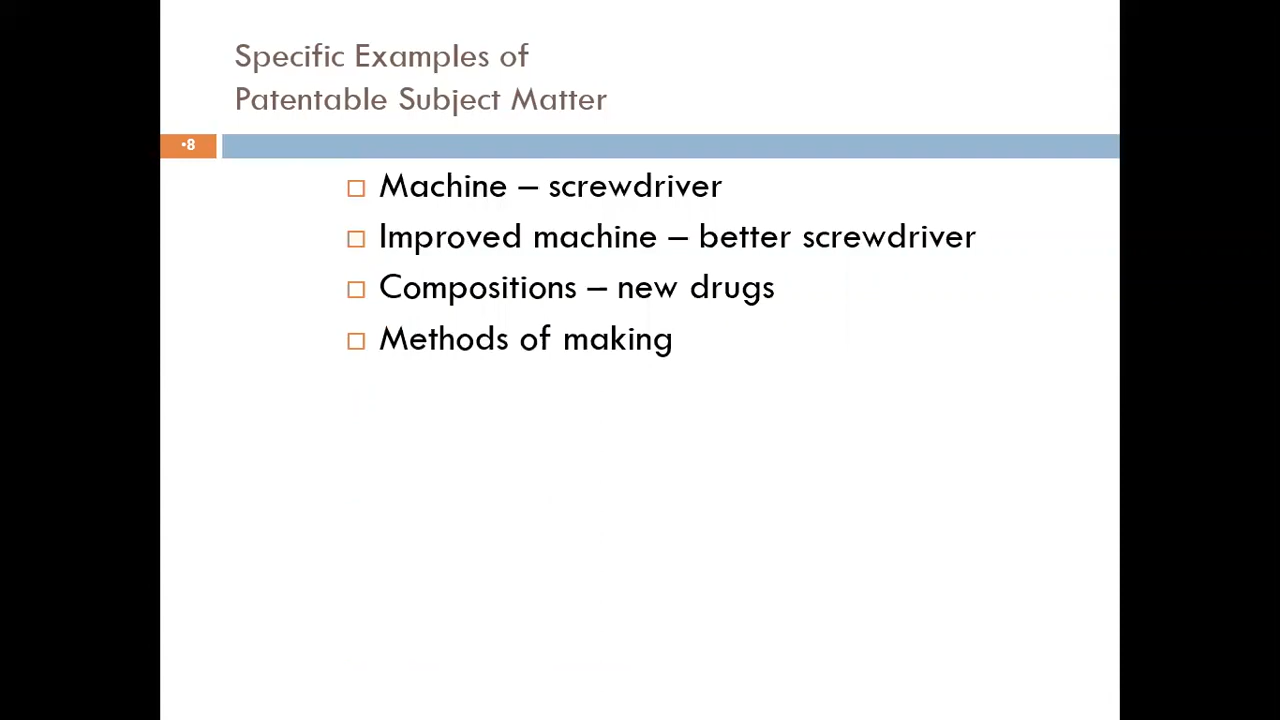 Specific Examples of
Patentable Subject Matter
•8
Machine – screwdriver
Improved machine – better screwdriver
Compositions – new drugs
Methods of making